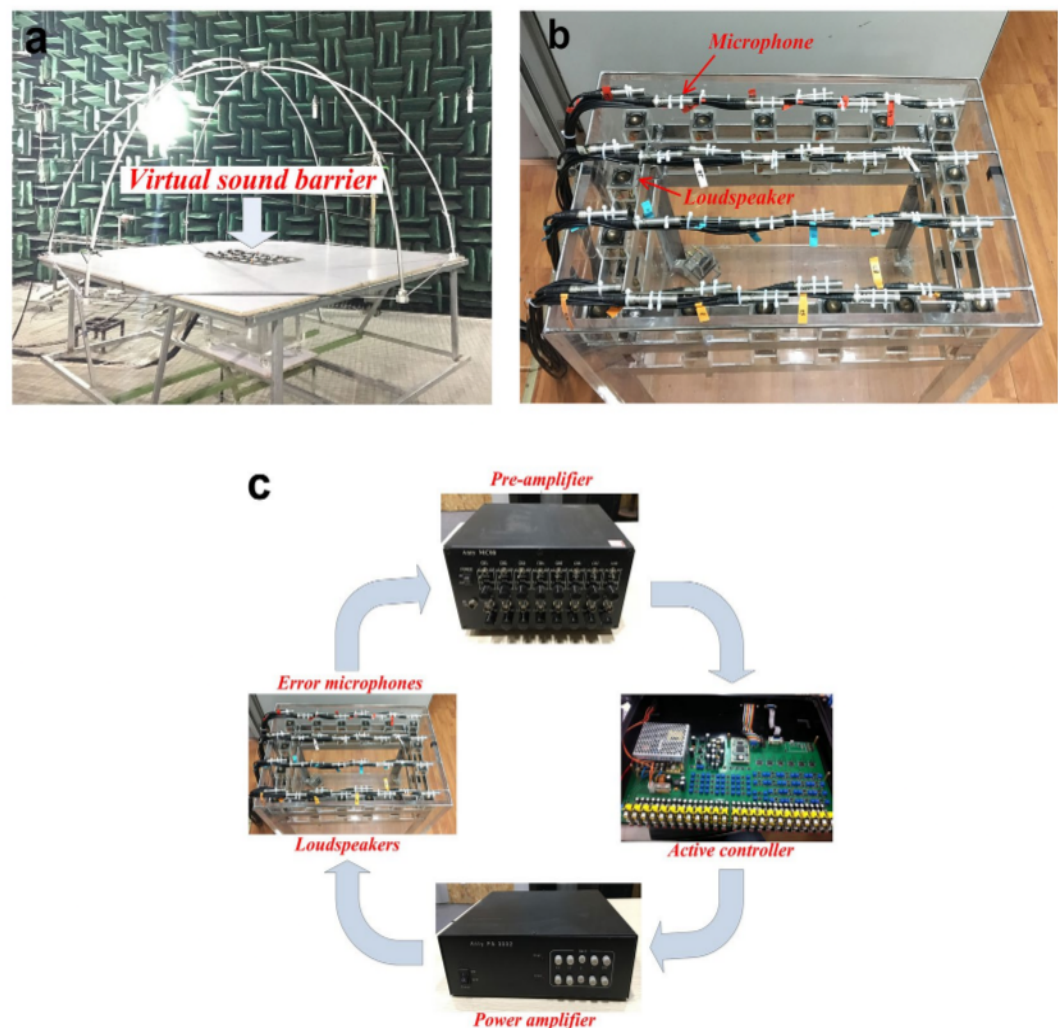 a
Virtual sound barrier
b
Microphone
Loudspeaker
c
Pre-amplifier
Error microphones
Loudspeakers
Active controller
Power amplifier